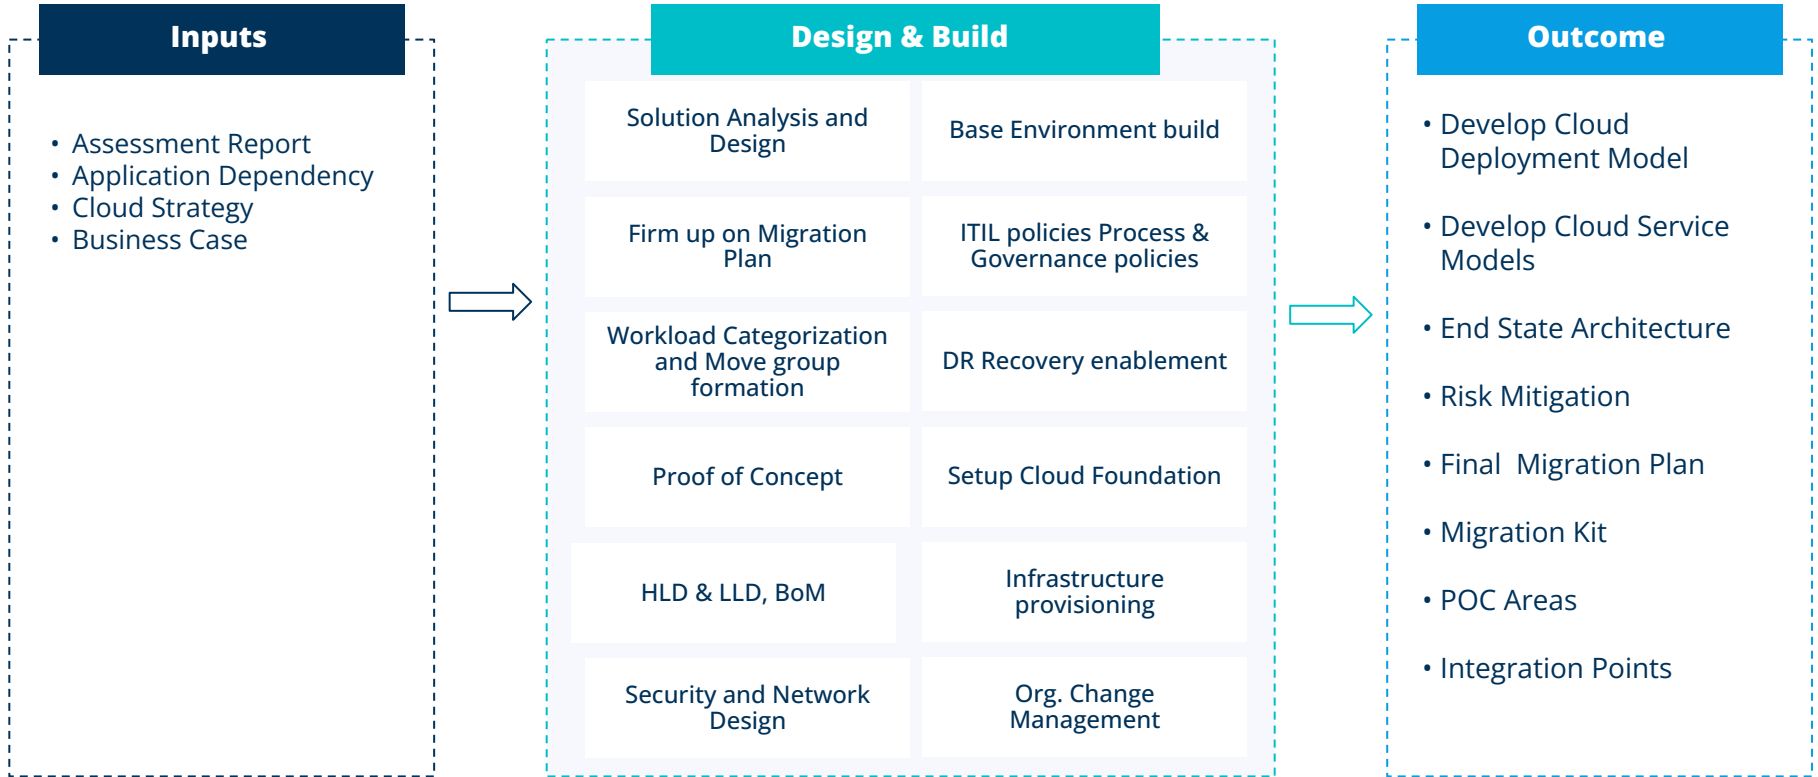 Inputs
• Assessment Report
• Application Dependency
• Cloud Strategy
• Business Case
Design & Build
Solution Analysis and
Design
Base Environment build
Firm up on Migration
Plan
ITIL policies Process &
Governance policies
Workload Categorization
and Move group
formation
DR Recovery enablement
Proof of Concept
Setup Cloud Foundation
HLD & LLD, BoM
Infrastructure
provisioning
Security and Network
Design
Org. Change
Management
Outcome
• Develop Cloud
Deployment Model
• Develop Cloud Service
Models
• End State Architecture
• Risk Mitigation
• Final  Migration Plan
• Migration Kit
• POC Areas
• Integration Points